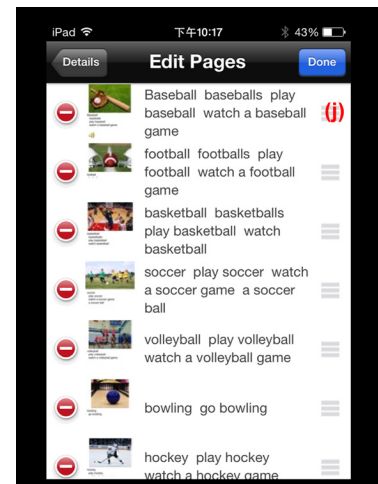 iPad 下午10:17 43%
Details Edit Pages Done
Baseball baseballs play
baseball watch a baseball (j)
game
football footballs play
football watch a football
game
basketball basketballs
play basketball watch
basketball
soccer play soccer watch
a soccer game a soccer
ball
volleyball play volleyball
watch a volleyball game
bowling go bowling
hockey play hockey
watch a hockey game